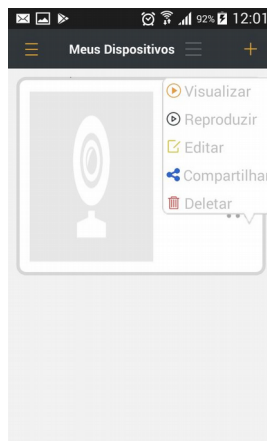 92% 12:01
Meus Dispositivos
Visualizar
Reproduzir
Editar
Compartilhar
Deletar